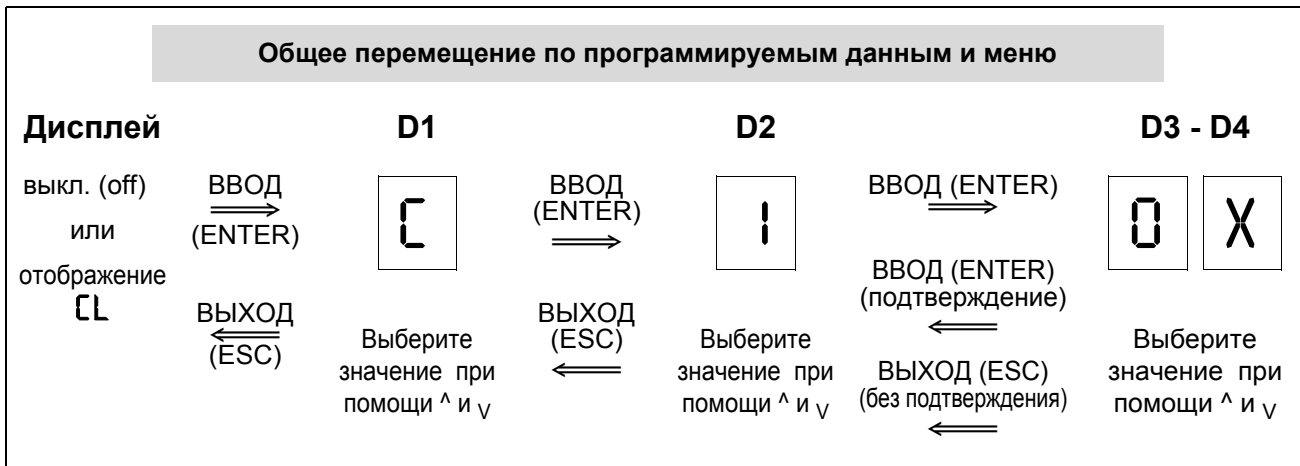 Общее перемещение по программируемым данным и меню
Дисплей D1 D2 D3 - D4
выкл. (off)
или
отображение
CL
ВВОД
(ENTER)
ВЫХОД
(ESC)
C
Выберите
значение при
помощи ^ и V
ВВОД
(ENTER)
ВЫХОД
(ESC)
I
Выберите
значение при
помощи ^ и V
ВВОД (ENTER)
ВВОД (ENTER)
(подтверждение)
ВЫХОД (ESC)
(без подтверждения)
0 X
Выберите
значение при
помощи ^ и V